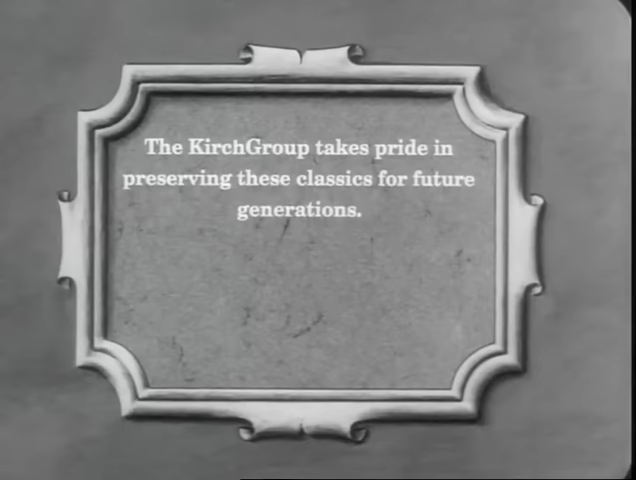 The KirchGroup takes pride in
preserving these classics for future
generations.